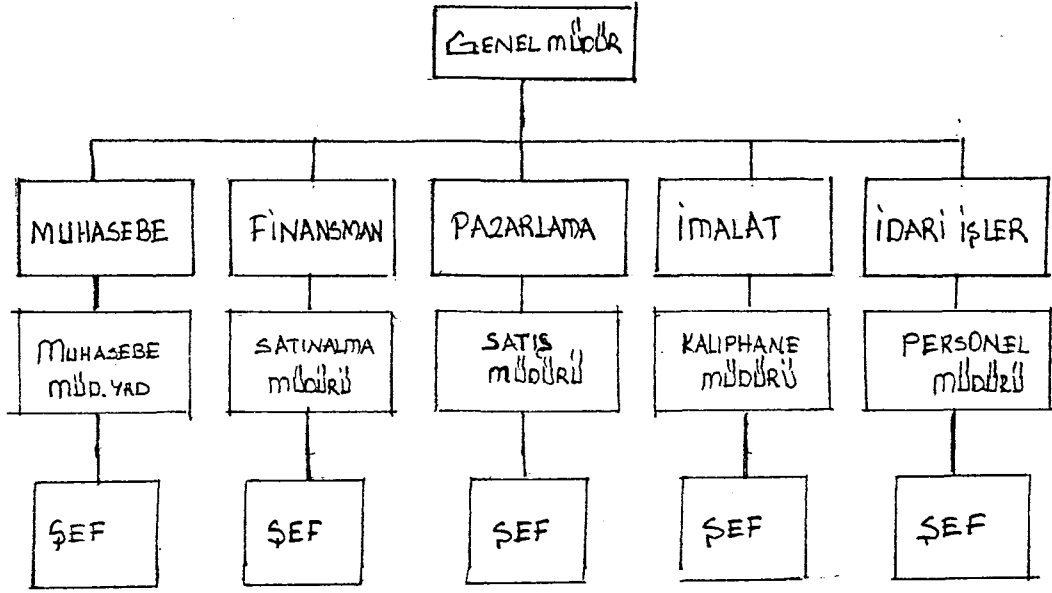 GENEL MÜDÜR
MUHASEBE
FİNANSMAN
PAZARLAMA
İMALAT
İDARİ İŞLER
MUHASEBE
MÜD. YRD
SATINALMA
MÜDÜRÜ
SATIŞ
MÜDÜRÜ
KALIPHANE
MÜDÜRÜ
PERSONEL
MÜDÜRÜ
ŞEF
ŞEF
ŞEF
ŞEF
ŞEF